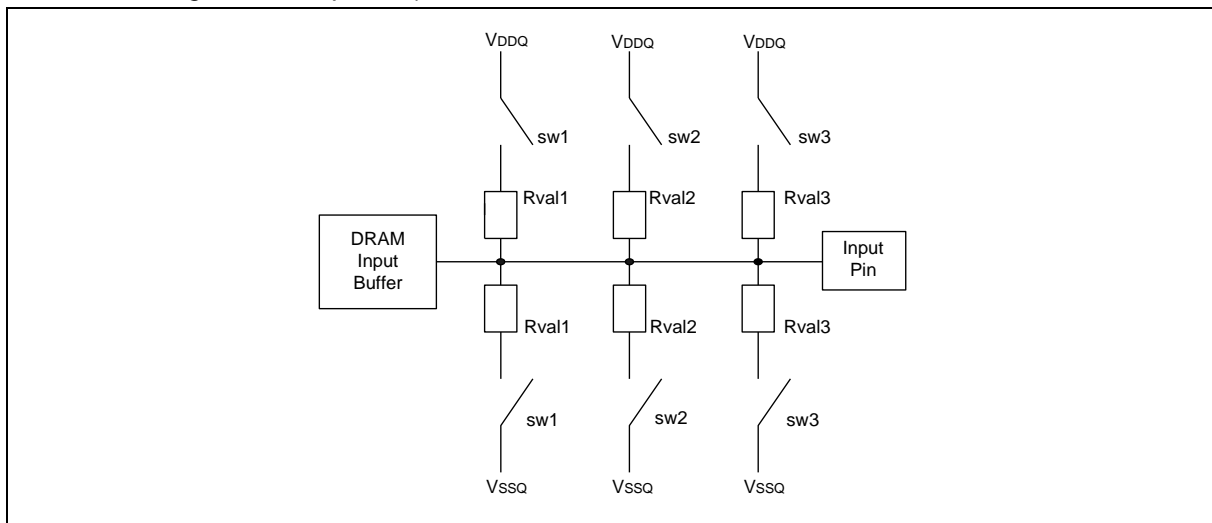 VDDQ VDDQ VDDQ
sw1 sw2 sw3
Rval1 Rval2 Rval3
DRAM
Input
Buffer
Input
Pin
Rval1 Rval2 Rval3
sw1 sw2 sw3
VSSQ VSSQ VSSQ